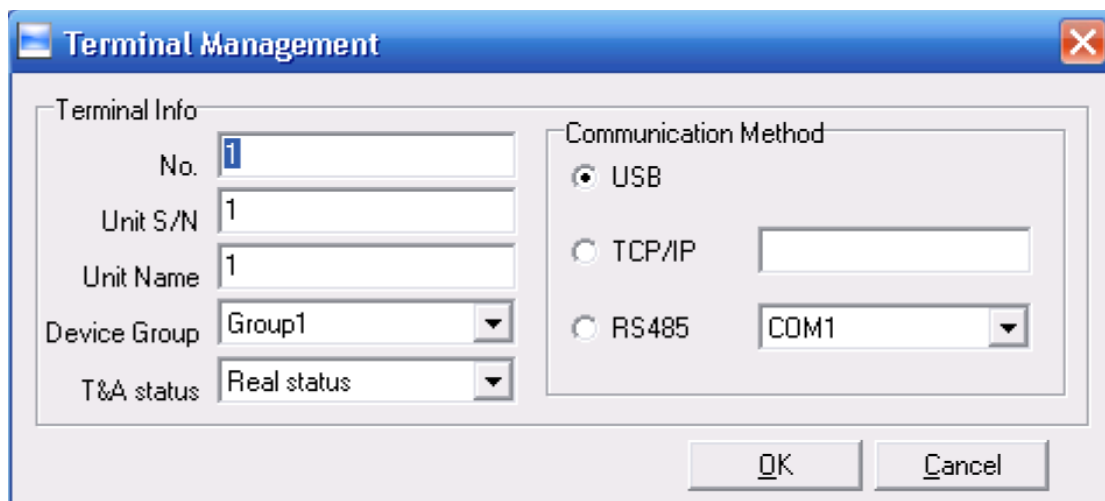 Terminal Management
Terminal Info
No. 1
Unit S/N 1
Unit Name 1
Device Group Group1
T&A status Real status
Communication Method
USB
TCP/IP
RS485 COM1
OK Cancel